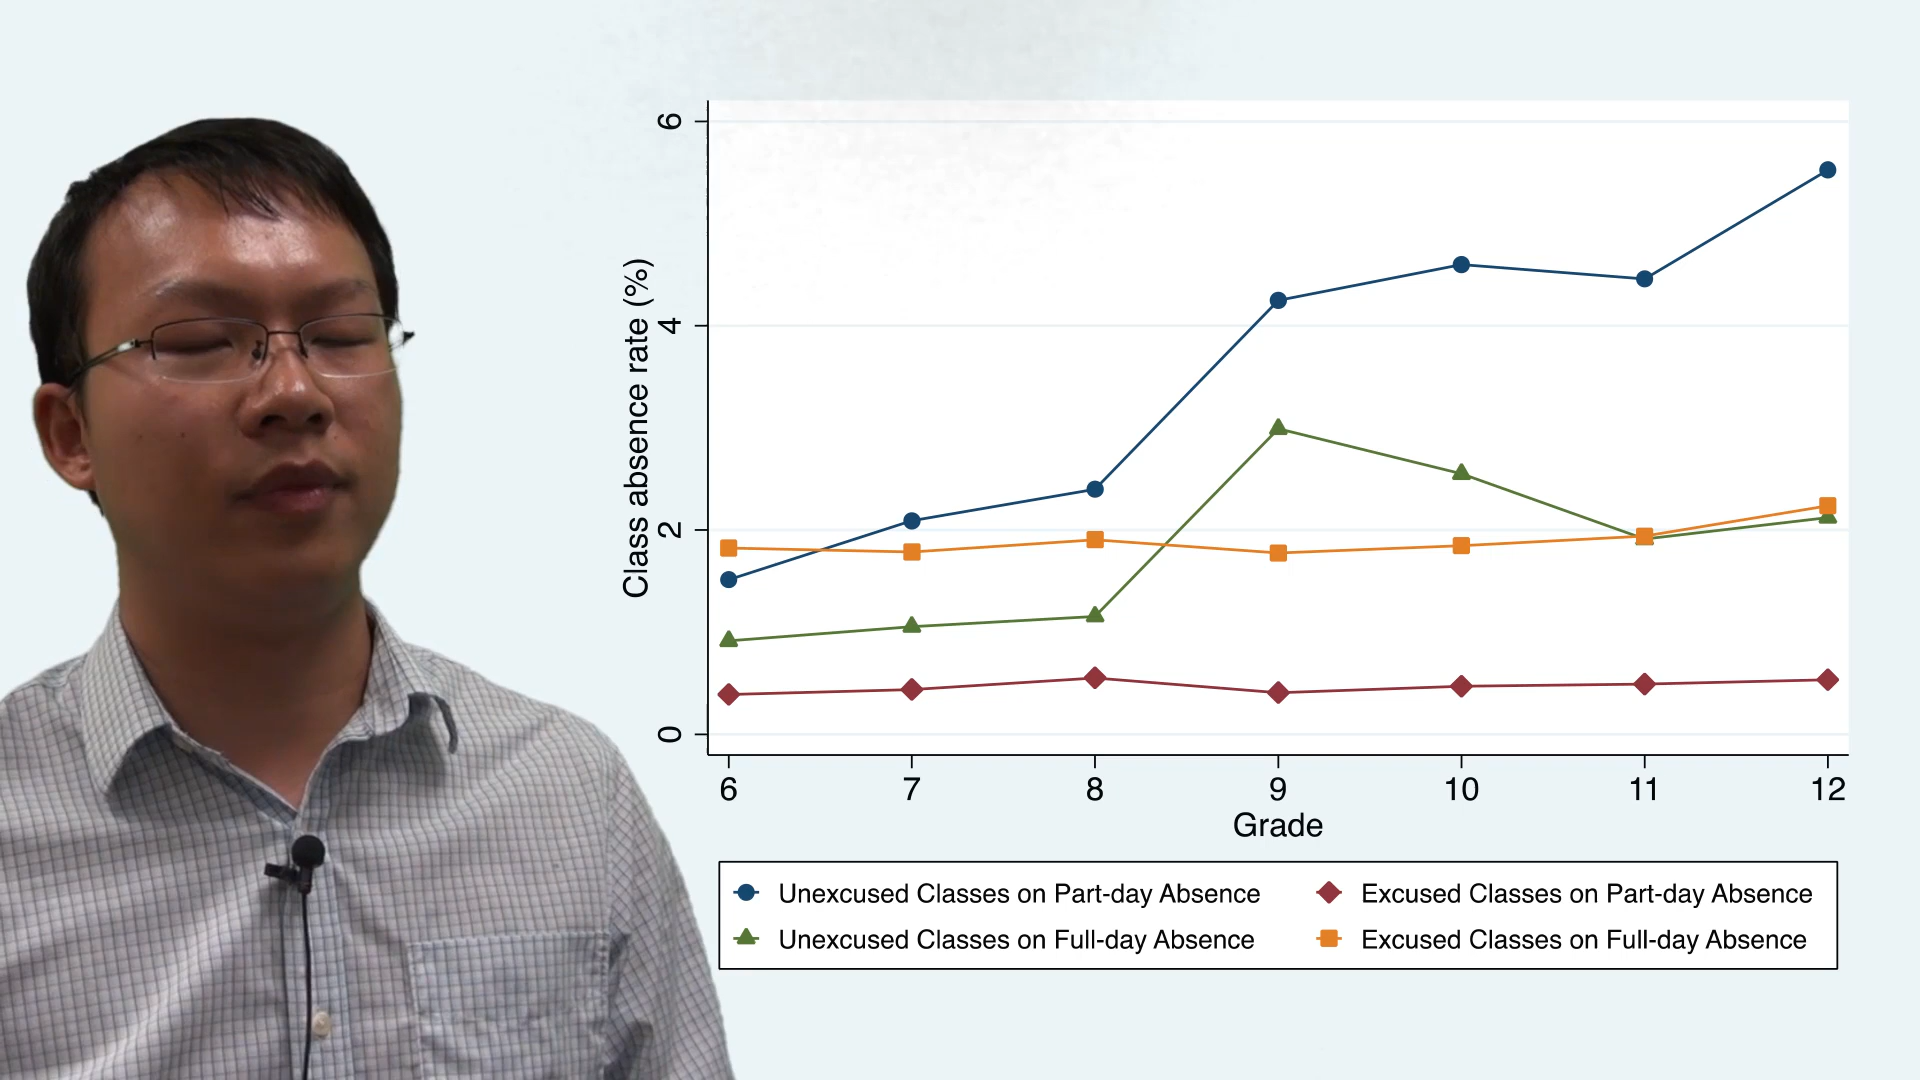 6
4
2
0
Class absence rate (%)
6 7 8 9 10 11 12
Grade
Unexcused Classes on Part-day Absence
Excused Classes on Part-day Absence
Unexcused Classes on Full-day Absence
Excused Classes on Full-day Absence